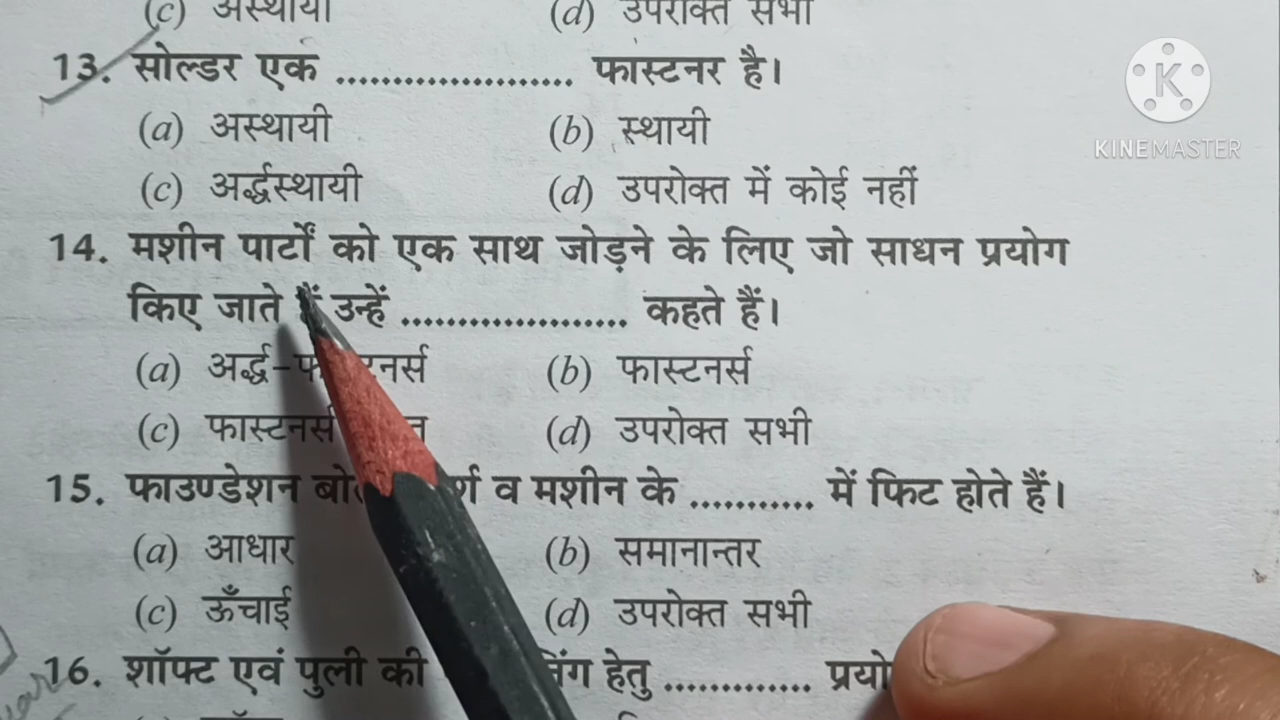 (c) अस्थायी (d) उपरोक्त सभी
13. सोल्डर एक ..................... फास्टनर है।
(a) अस्थायी (b) स्थायी
(c) अर्द्धस्थायी (d) उपरोक्त में कोई नहीं
KINEMASTER
14. मशीन पार्टों को एक साथ जोड़ने के लिए जो साधन प्रयोग
किए जाते उन्हें .................... कहते हैं।
(a) अर्द्ध- (b) फास्टनर्स
(c) फास्टनर्स (d) उपरोक्त सभी
15. फाउण्डेशन व मशीन के ........... में फिट होते हैं।
(a) आधार (b) समानान्तर
(c) ऊँचाई (d) उपरोक्त सभी
16. शॉफ्ट एवं पुली की हेतु .............